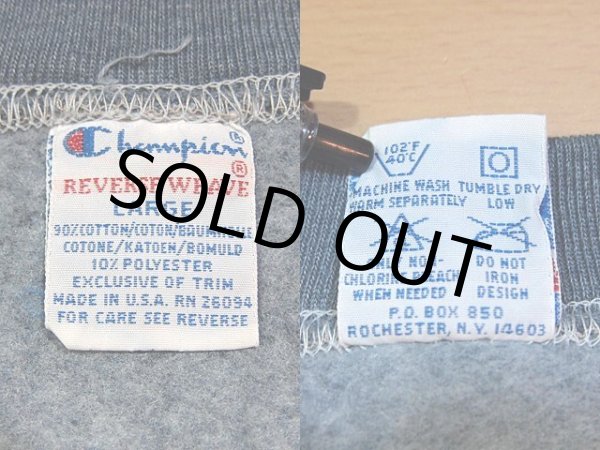 Champion
®
REVERSE WEAVE
LARGE
90%COTTON/COTON/BAUMWOLLE
COTONE/KATOEN/BOMULD
10% POLYESTER
EXCLUSIVE OF TRIM
MADE IN U.S.A. RN 26094
FOR CARE SEE REVERSE
SOLD OUT
102°F
40°C
MACHINE WASH TUMBLE DRY
WARM SEPARATELY LOW
ONLY NON- DO NOT
CHLORINE BLEACH IRON
WHEN NEEDED DESIGN
P.O. BOX 850
ROCHESTER, N.Y. 14603